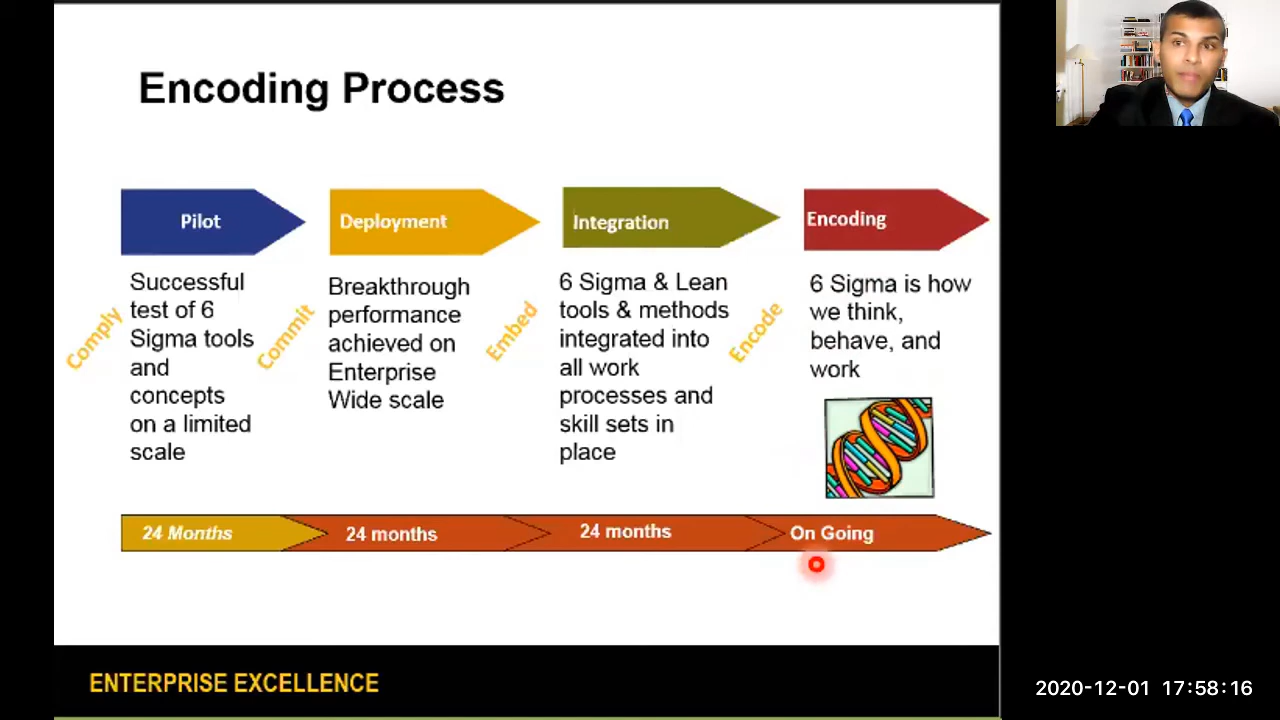 Encoding Process
Pilot
Deployment
Integration
Encoding
Comply
Successful
test of 6
Sigma tools
and
concepts
on a limited
scale
Commit
Breakthrough
performance
achieved on
Enterprise
Wide scale
Embed
6 Sigma & Lean
tools & methods
integrated into
all work
processes and
skill sets in
place
Encode
6 Sigma is how
we think,
behave, and
work
24 Months
24 months
24 months
On Going
ENTERPRISE EXCELLENCE
2020-12-01 17:58:16